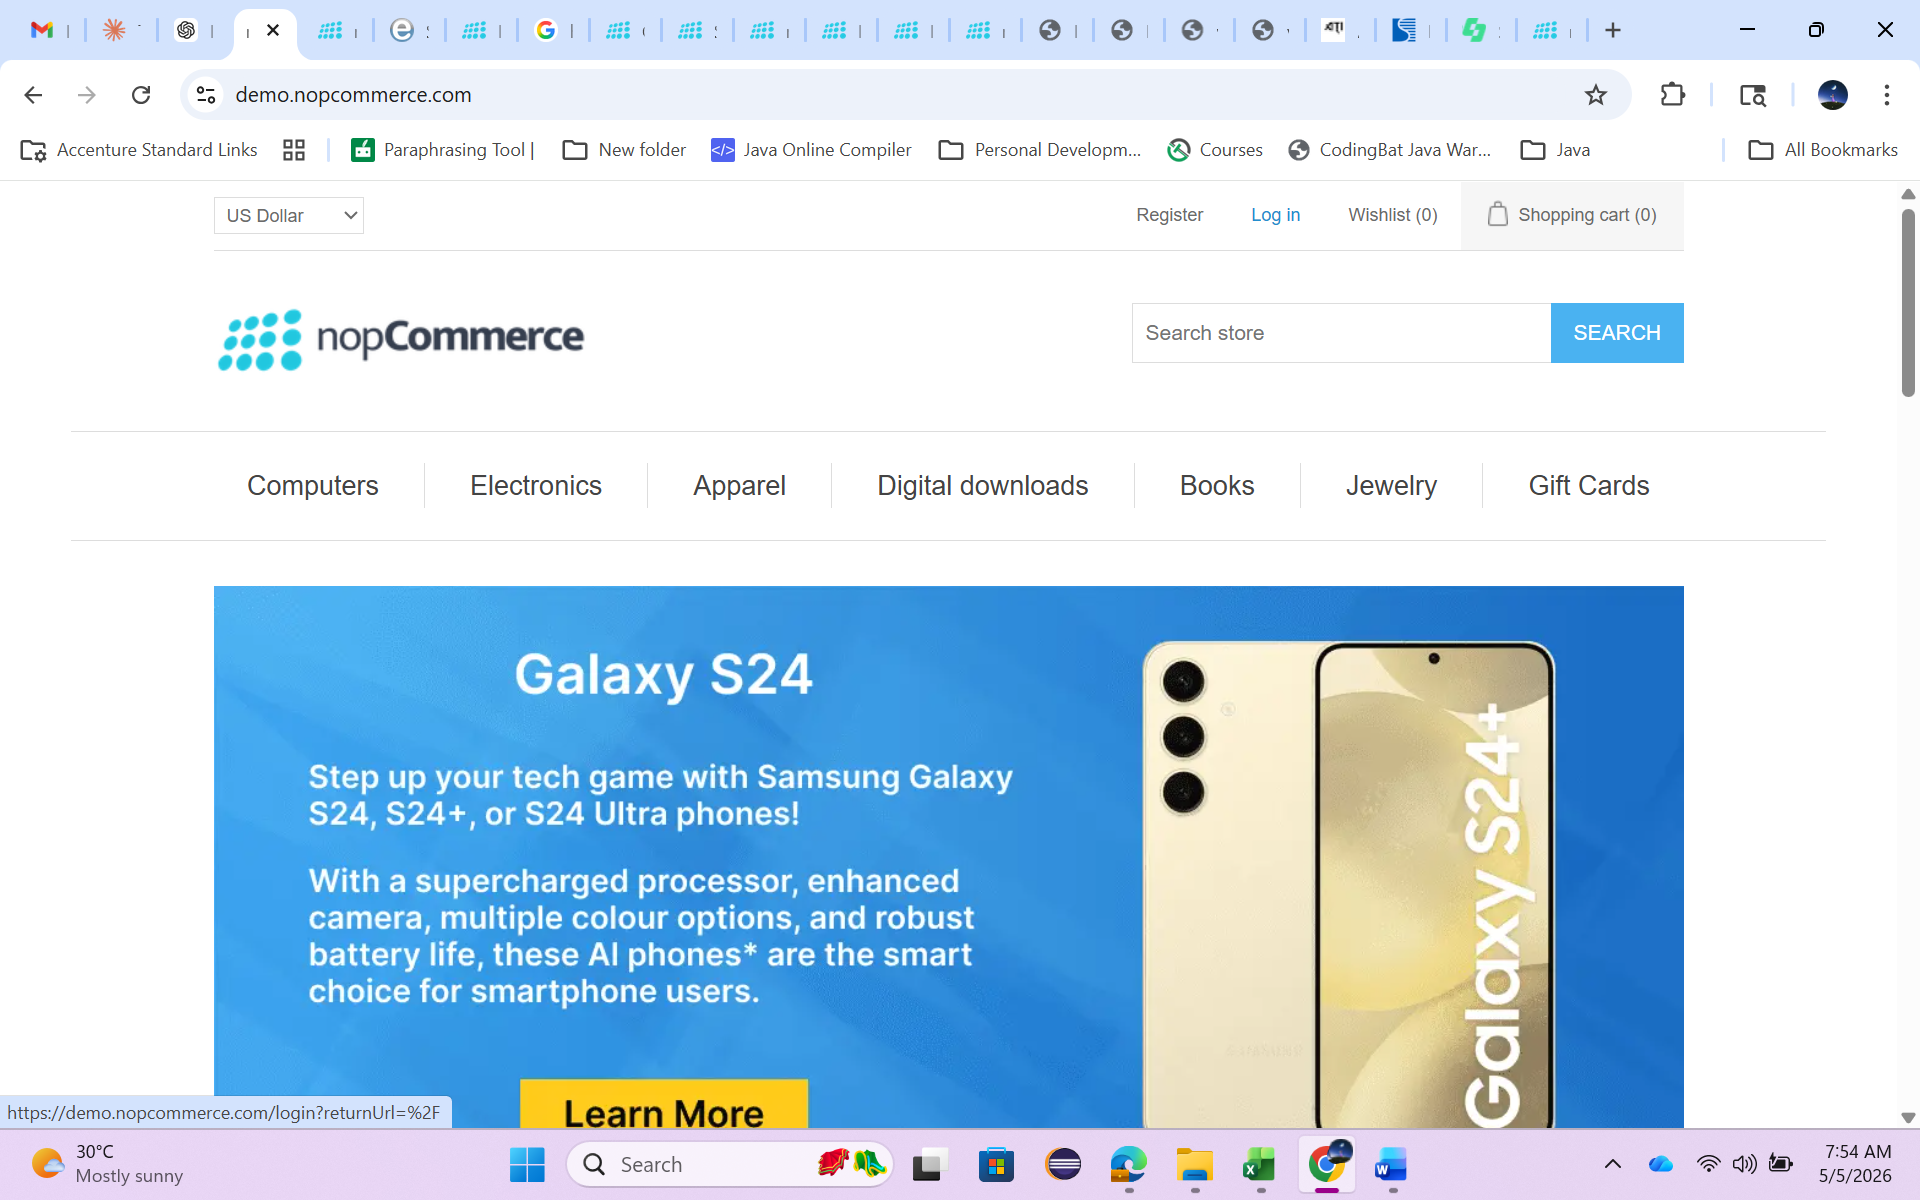 demo.nopcommerce.com
Accenture Standard Links
Paraphrasing Tool |
New folder
Java Online Compiler
Personal Developm...
Courses
CodingBat Java War...
Java
All Bookmarks
US Dollar
Register
Log in
Wishlist (0)
Shopping cart (0)
nopCommerce
Search store
SEARCH
Computers
Electronics
Apparel
Digital downloads
Books
Jewelry
Gift Cards
Galaxy S24
Step up your tech game with Samsung Galaxy
S24, S24+, or S24 Ultra phones!
With a supercharged processor, enhanced
camera, multiple colour options, and robust
battery life, these AI phones* are the smart
choice for smartphone users.
Learn More
Galaxy S24+
https://demo.nopcommerce.com/login?returnUrl=%2F
30°C
Mostly sunny
Search
7:54 AM
5/5/2026